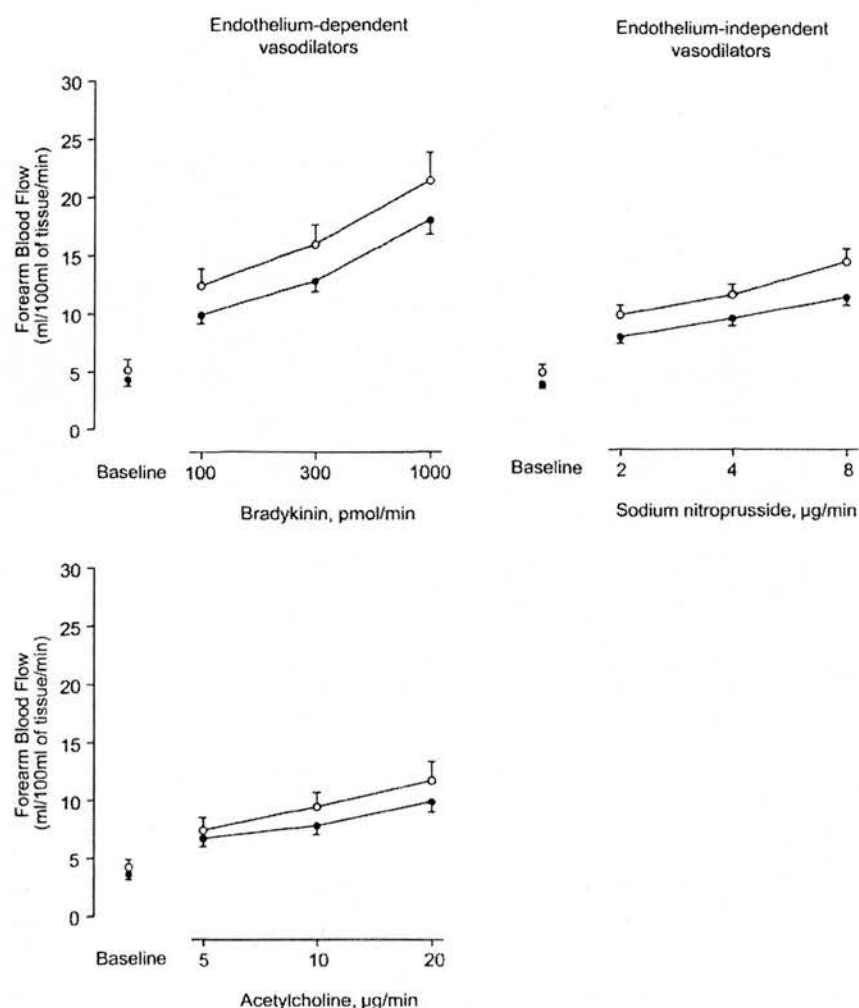 Endothelium-dependent
vasodilators
Endothelium-independent
vasodilators
Forearm Blood Flow
(ml/100ml of tissue/min)
30
25
20
15
10
5
0
Baseline
100
300
1000
Bradykinin, pmol/min
Baseline
2
4
8
Sodium nitroprusside, µg/min
Forearm Blood Flow
(ml/100ml of tissue/min)
30
25
20
15
10
5
0
Baseline
5
10
20
Acetylcholine, µg/min